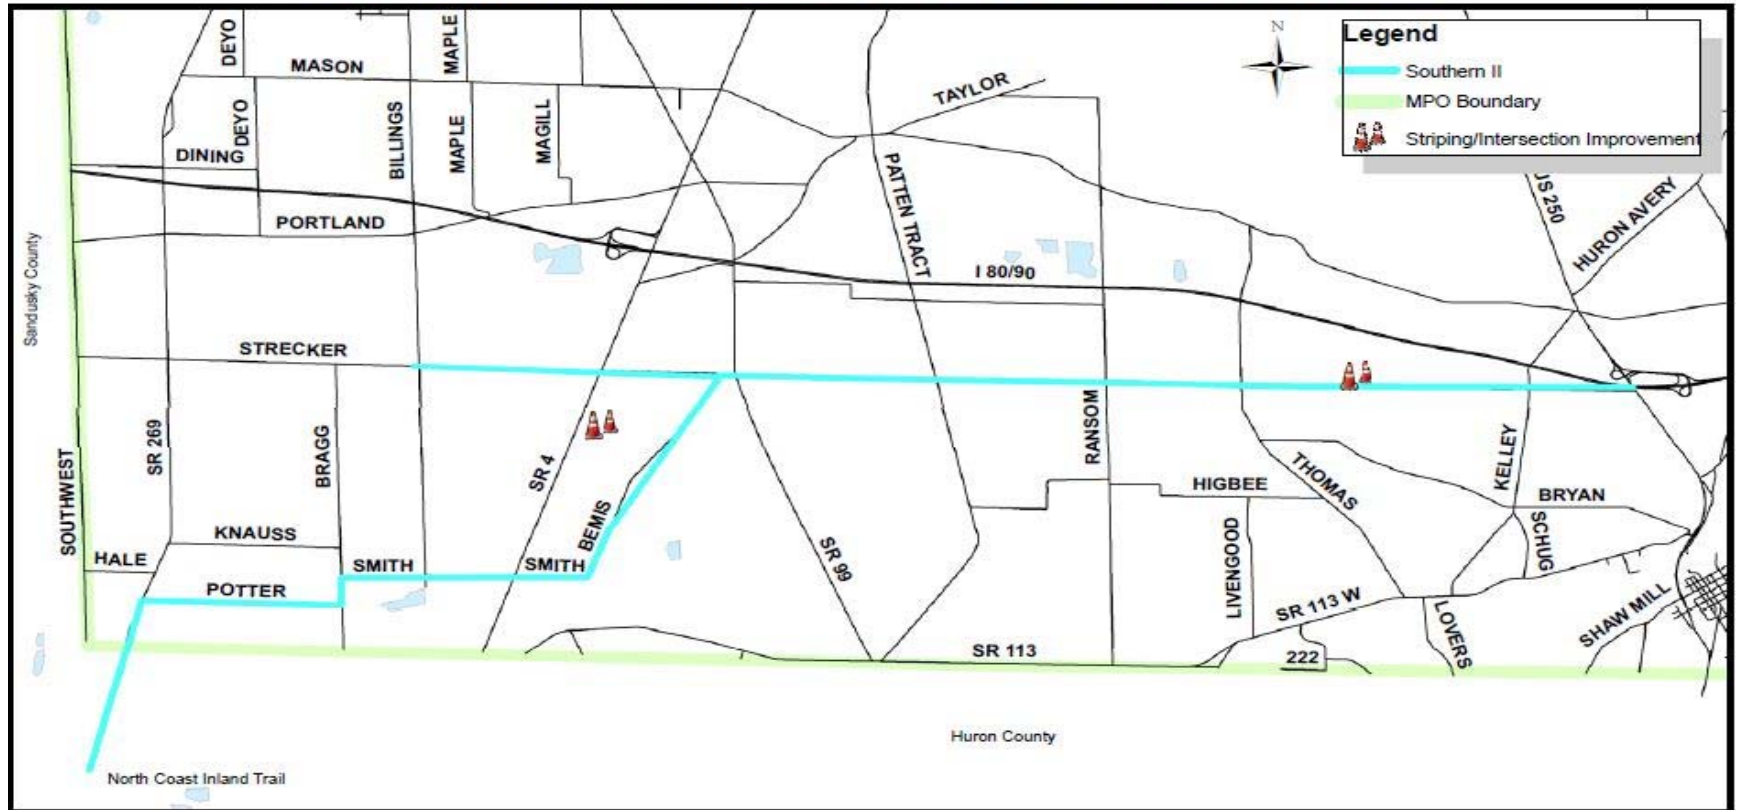 DEYO
MASON
MAPLE
N
Legend
Southern II
MPO Boundary
Striping/Intersection Improvement
TAYLOR
DEYO
BILLINGS
MAPLE
MAGILL
DINING
PATTEN TRACT
US 250
HURON AVERY
PORTLAND
I 80/90
Sandusky County
STRECKER
SR 269
BRAGG
SR 4
RANSOM
KELLEY
SOUTHWEST
THOMAS
HIGBEE
BRYAN
KNAUSS
BEMIS
LIVENGOOD
SCHUG
HALE
SMITH
SMITH
SR 99
POTTER
SR 113 W
LOVERS
SHAW MILL
SR 113
222
Huron County
North Coast Inland Trail